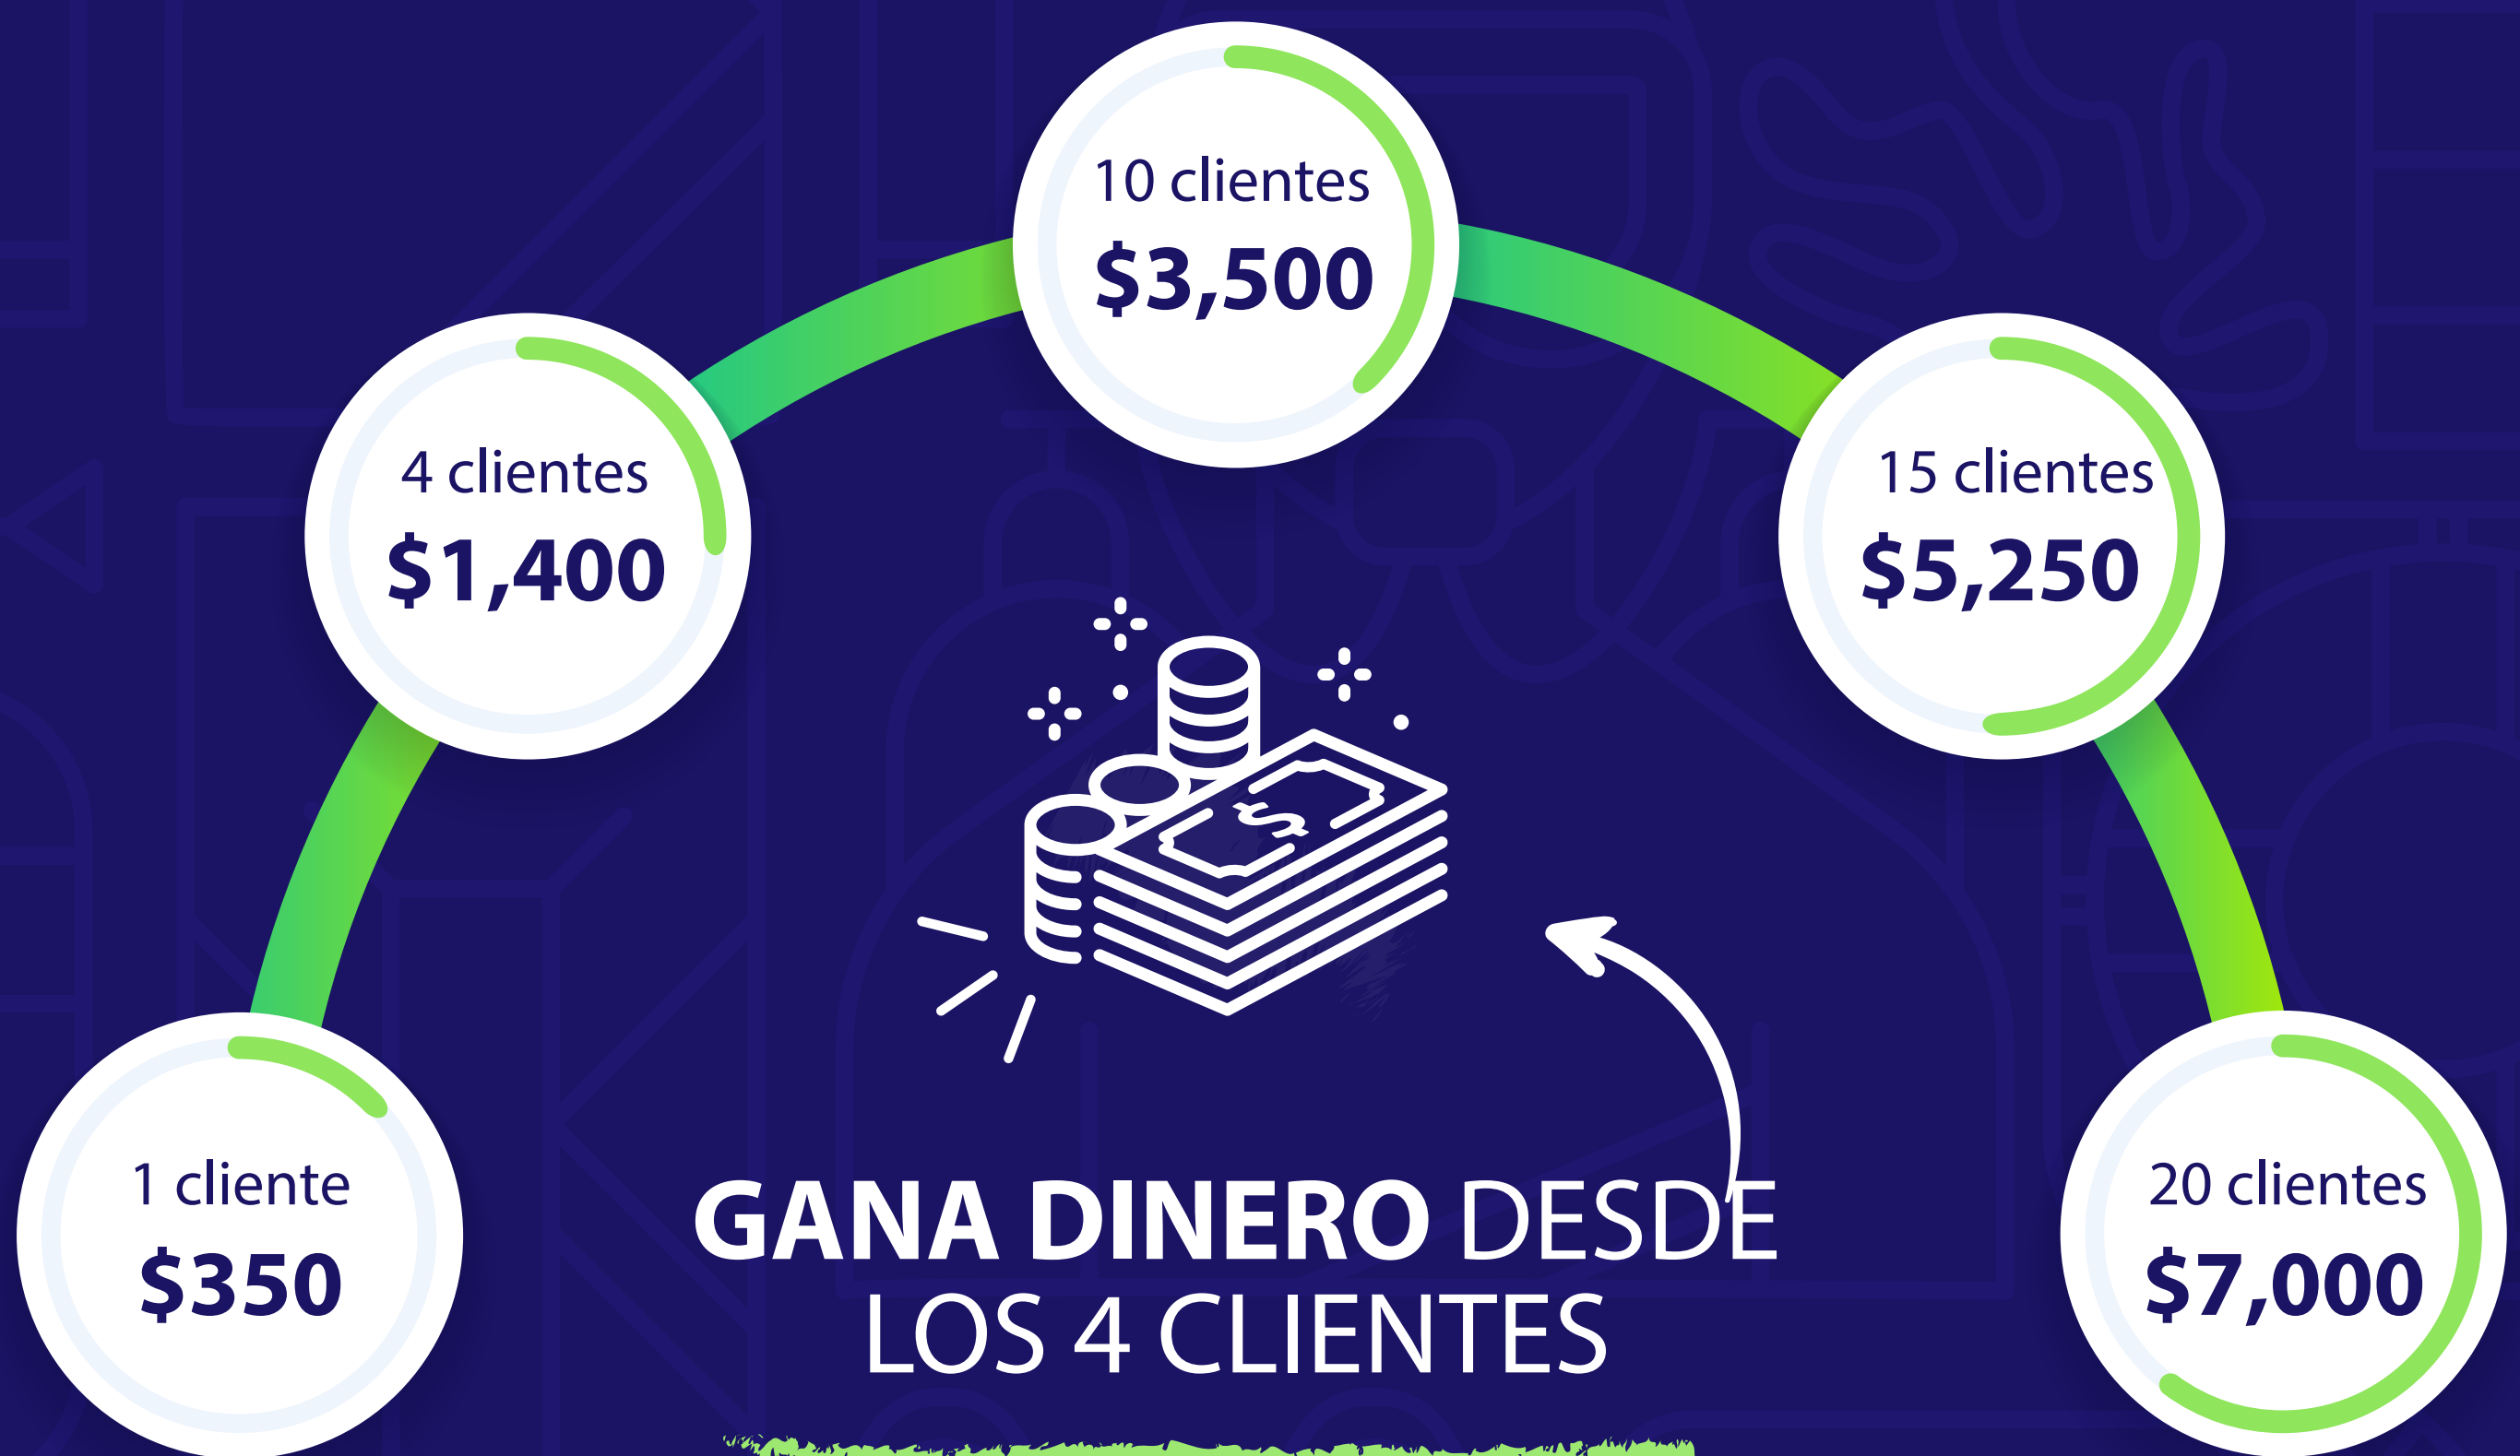 1 cliente
$350
4 clientes
$1,400
10 clientes
$3,500
15 clientes
$5,250
20 clientes
$7,000
$
GANA DINERO DESDE
LOS 4 CLIENTES